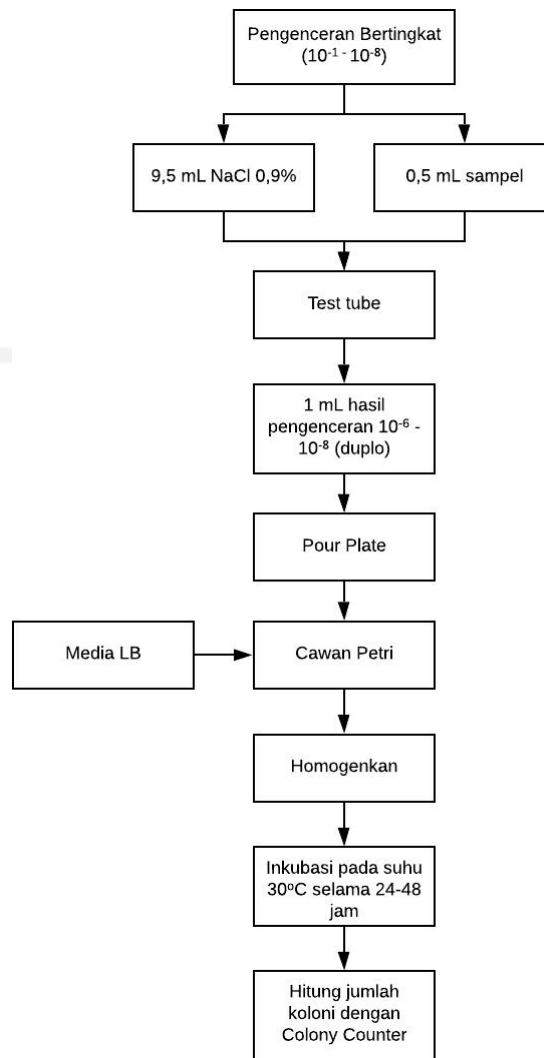 Pengenceran Bertingkat
(10⁻¹ ⁻ 10⁻⁸)
9,5 mL NaCl 0,9%
0,5 mL sampel
Test tube
1 mL hasil
pengenceran 10⁻⁶ -
10⁻⁸ (duplo)
Pour Plate
Media LB
Cawan Petri
Homogenkan
Inkubasi pada suhu
30ºC selama 24-48
jam
Hitung jumlah
koloni dengan
Colony Counter